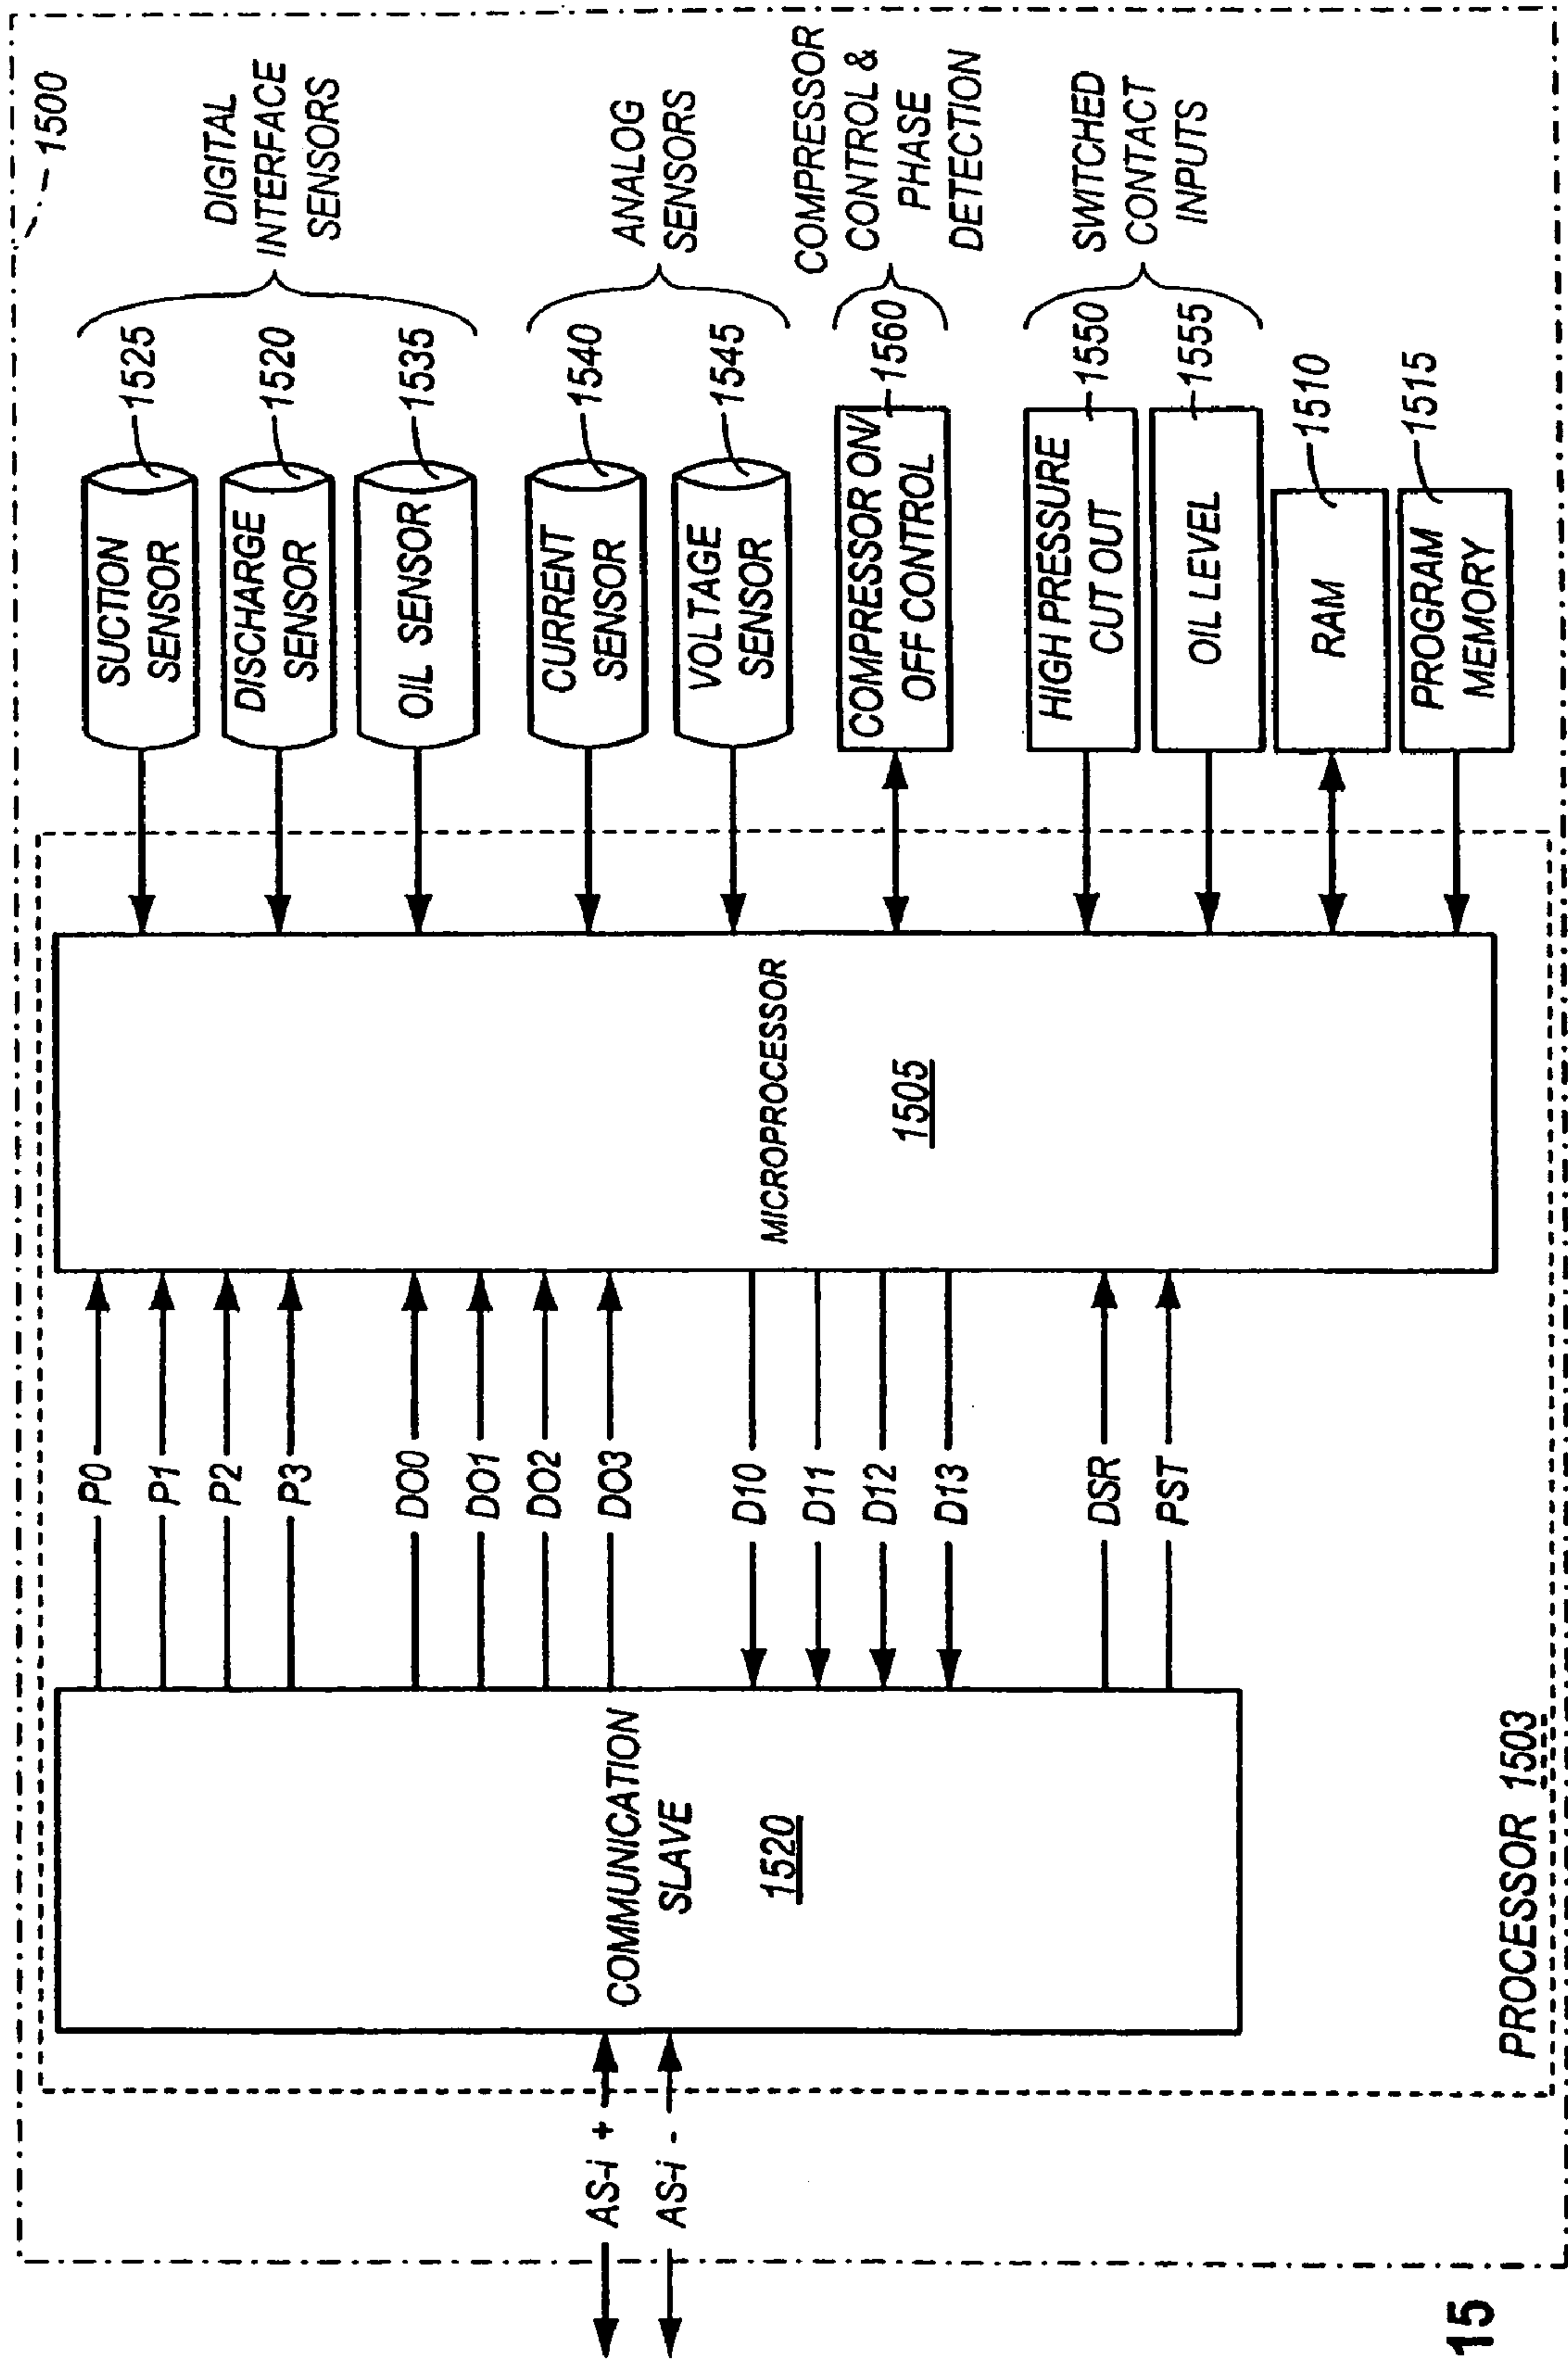 1500
DIGITAL
INTERFACE
SENSORS
ANALOG
SENSORS
COMPRESSOR
CONTROL &
PHASE
DETECTION
SWITCHED
CONTACT
INPUTS
SUCTION
SENSOR
1525
DISCHARGE
SENSOR
1520
OIL SENSOR
1535
CURRENT
SENSOR
1540
VOLTAGE
SENSOR
1545
COMPRESSOR ON/
OFF CONTROL
1560
HIGH PRESSURE
CUT OUT
1550
OIL LEVEL
1555
RAM
1510
PROGRAM
MEMORY
1515
MICROPROCESSOR
1505
P0
P1
P2
P3
DO0
DO1
DO2
DO3
D10
D11
D12
D13
DSR
PST
COMMUNICATION
SLAVE
1520
AS-i +
AS-i -
PROCESSOR 1503
15